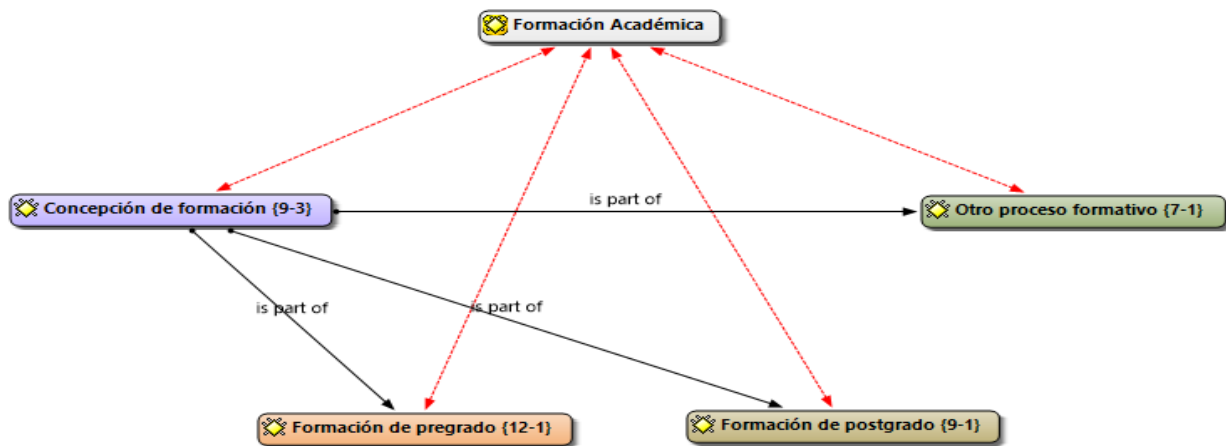 Formación Académica
Concepción de formación {9-3}
is part of
Otro proceso formativo {7-1}
is part of
is part of
Formación de pregrado {12-1}
Formación de postgrado {9-1}